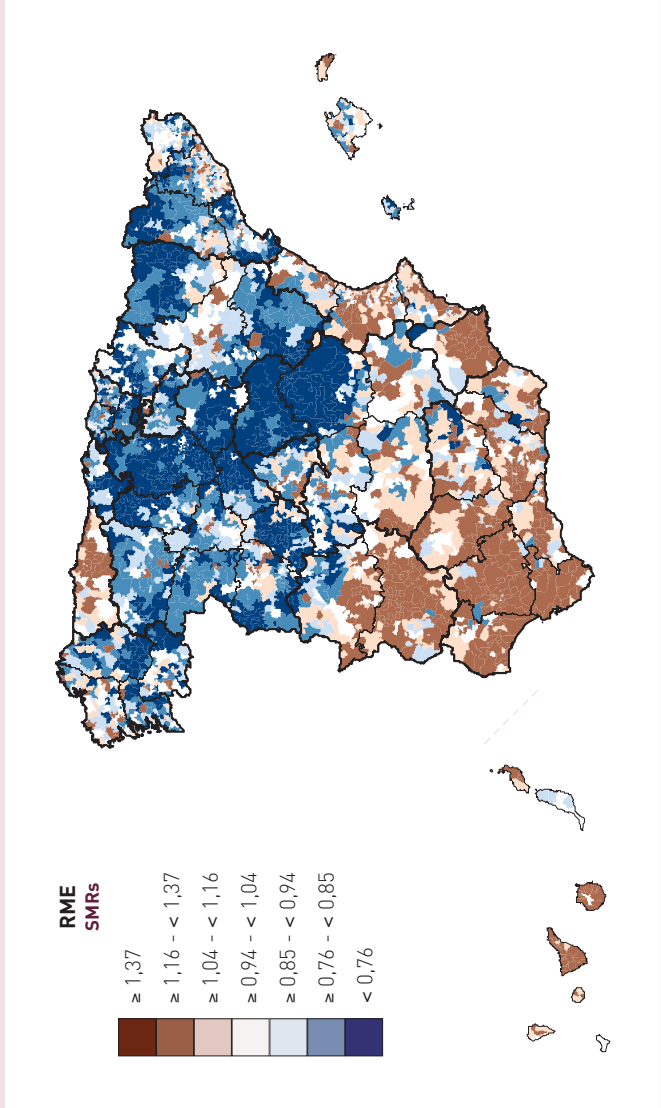 RME
SMRs
≥ 1,37
≥ 1,16 - < 1,37
≥ 1,04 - < 1,16
≥ 0,94 - < 1,04
≥ 0,85 - < 0,94
≥ 0,76 - < 0,85
< 0,76